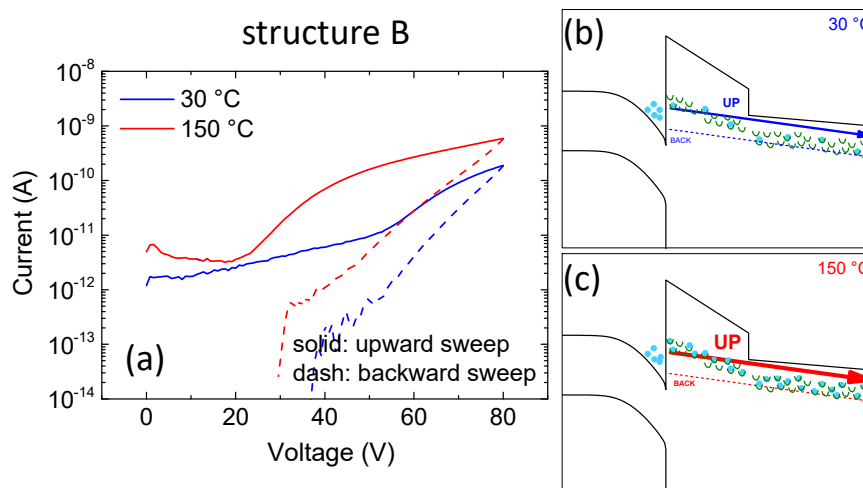 structure B
10⁻⁸
10⁻⁹
10⁻¹⁰
10⁻¹¹
10⁻¹²
10⁻¹³
10⁻¹⁴
Current (A)
30 °C
150 °C
(a)
solid: upward sweep
dash: backward sweep
0
20
40
60
80
Voltage (V)
(b)
30 °C
UP
BACK
(c)
150 °C
UP
BACK